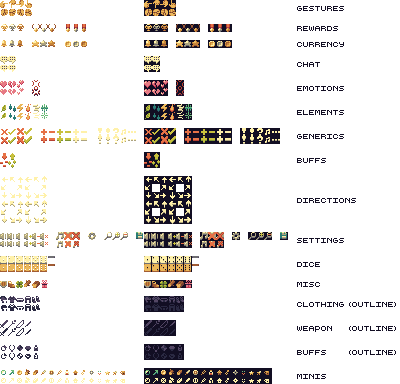 GESTURES
REWARDS
CURRENCY
CHAT
EMOTIONS
ELEMENTS
GENERICS
BUFFS
DIRECTIONS
SETTINGS
DICE
MISC
CLOTHING (OUTLINE)
WEAPON (OUTLINE)
BUFFS (OUTLINE)
MINIS